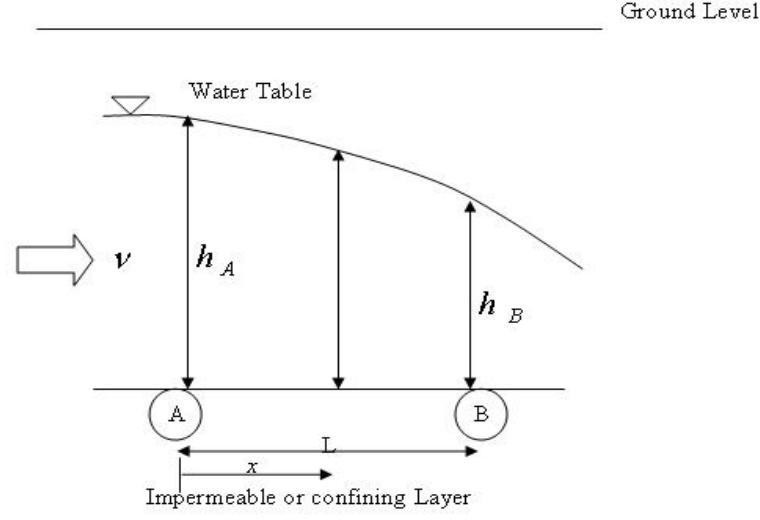 Ground Level
Water Table
v
h A
h B
A
B
L
x
Impermeable or confining Layer